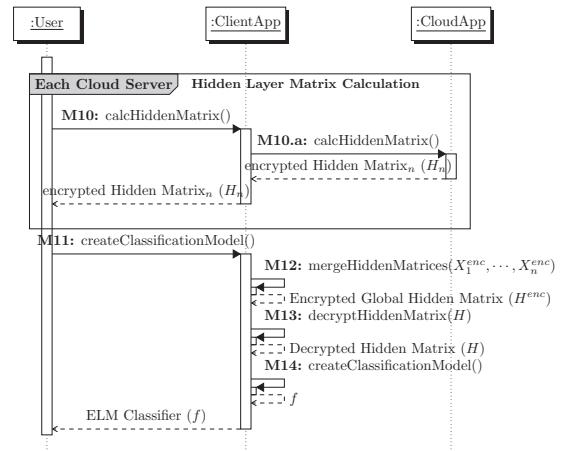 :User
:ClientApp
:CloudApp
Each Cloud Server
Hidden Layer Matrix Calculation
M10: calcHiddenMatrix()
M10.a: calcHiddenMatrix()
encrypted Hidden Matrixₙ (Hₙ)
encrypted Hidden Matrixₙ (Hₙ)
M11: createClassificationModel()
M12: mergeHiddenMatrices(X₁ᵉⁿᶜ, ⋯, Xₙᵉⁿᶜ)
Encrypted Global Hidden Matrix (Hᵉⁿᶜ)
M13: decryptHiddenMatrix(H)
Decrypted Hidden Matrix (H)
M14: createClassificationModel()
f
ELM Classifier (f)